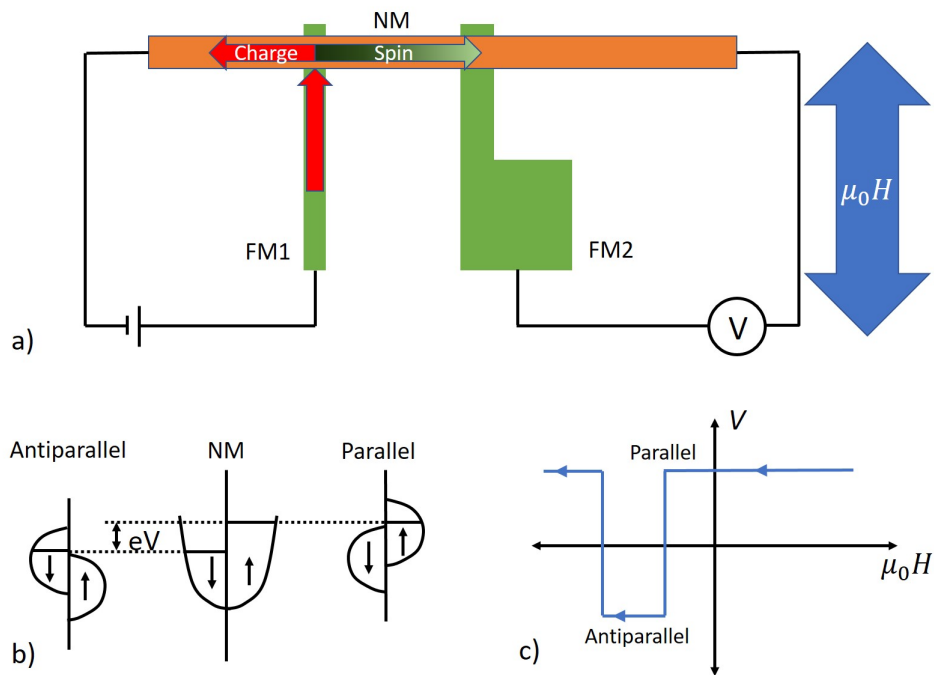 NM
Charge
Spin
μ₀H
FM1
FM2
V
a)
Antiparallel
NM
Parallel
eV
b)
V
Parallel
μ₀H
Antiparallel
c)